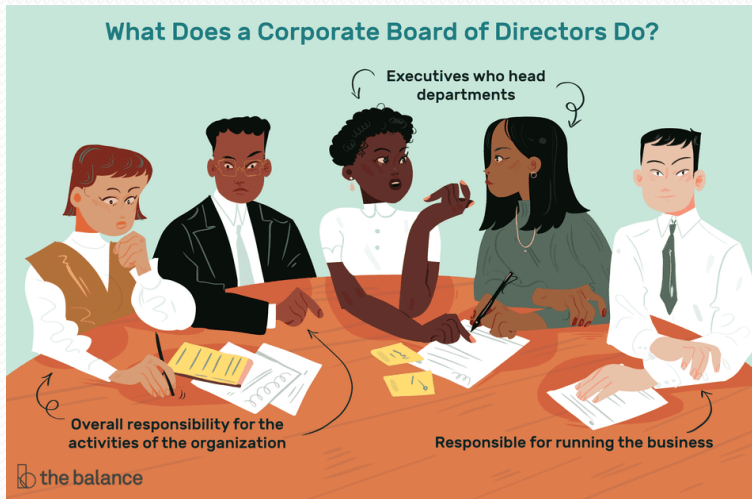 What Does a Corporate Board of Directors Do?
Executives who head
departments
Overall responsibility for the
activities of the organization
Responsible for running the business
the balance